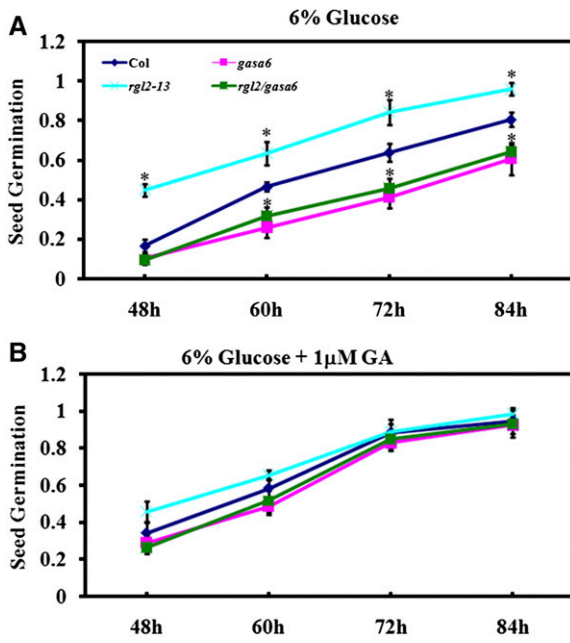 A
6% Glucose
Col
gasa6
rgl2-13
rgl2/gasa6
Seed Germination
1.2
1
0.8
0.6
0.4
0.2
0
*
*
*
*
*
*
*
48h
60h
72h
84h
B
6% Glucose + 1μM GA
Seed Germination
1.2
1
0.8
0.6
0.4
0.2
0
48h
60h
72h
84h